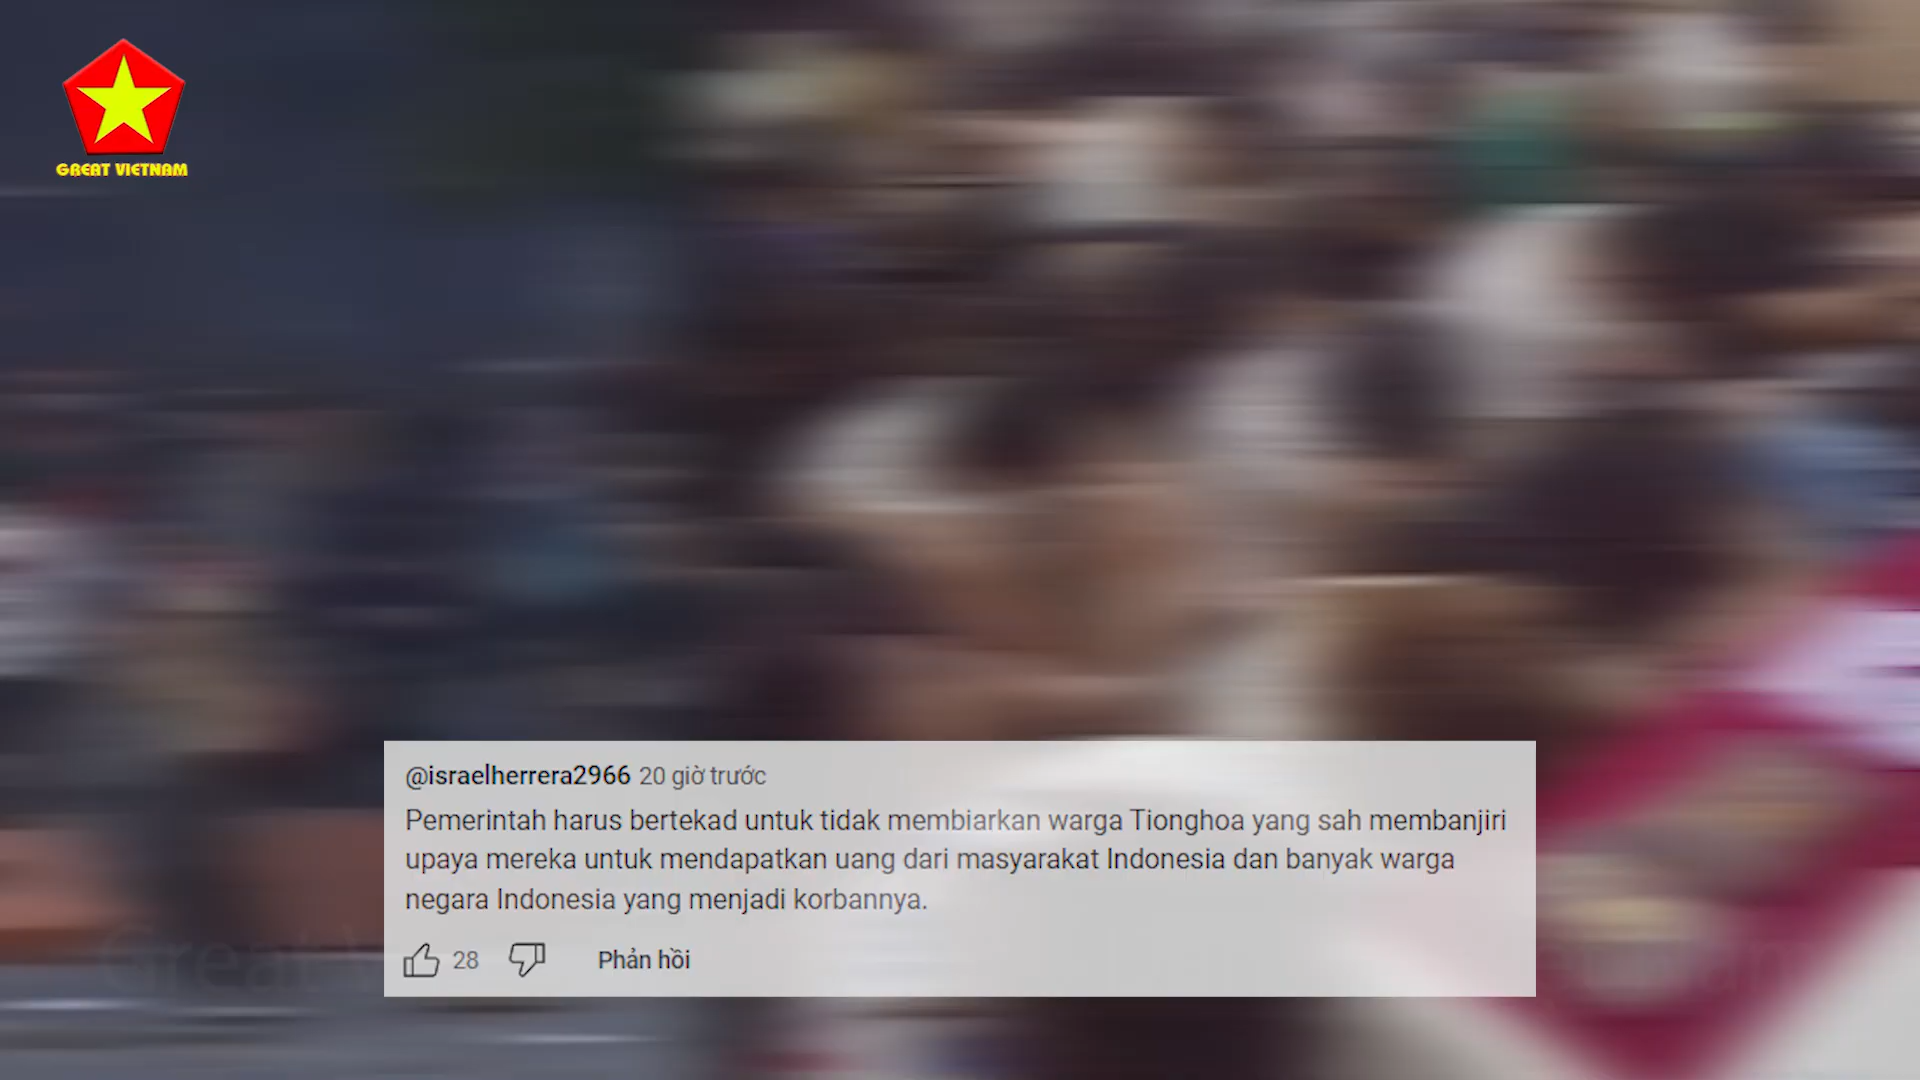 GREAT VIETNAM
@israelherrera2966 20 giờ trước
Pemerintah harus bertekad untuk tidak membiarkan warga Tionghoa yang sah membanjiri
upaya mereka untuk mendapatkan uang dari masyarakat Indonesia dan banyak warga
negara Indonesia yang menjadi korbannya.
28 Phản hồi